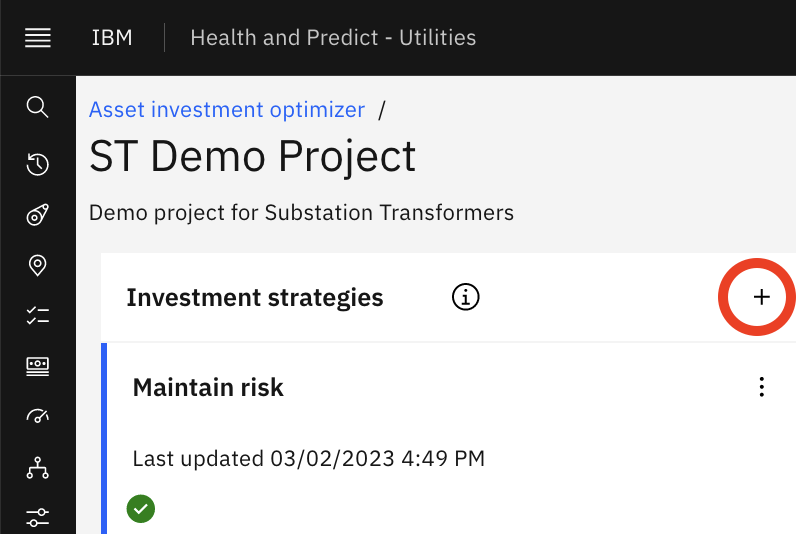 IBM Health and Predict - Utilities
Asset investment optimizer /
ST Demo Project
Demo project for Substation Transformers
Investment strategies
Maintain risk
Last updated 03/02/2023 4:49 PM